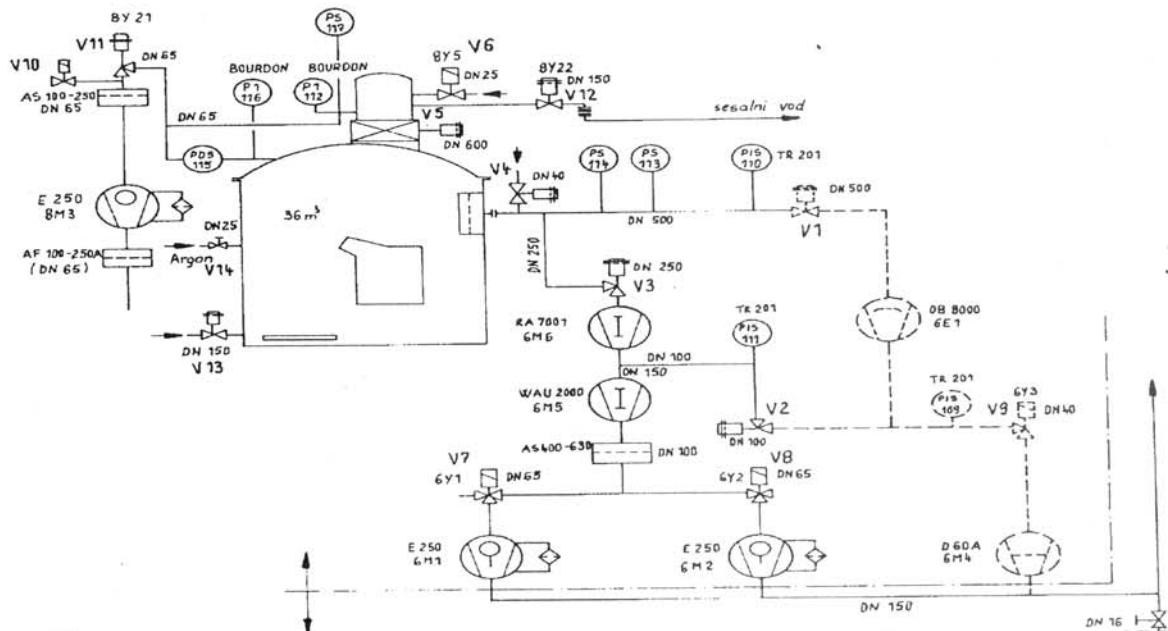 BY 21
V11
V10
DN 65
AS 100-250
DN 65
PS
117
BOURDON
BOURDON
PI
116
PI
112
V6
BY5
DN 25
BY22
DN 150
V12
sesalni vod
DN 65
V5
DN 600
PDS
115
V4
DN 40
PS
114
PS
113
PIS
110
TR 201
DN 500
DN 500
V1
E 250
8M3
36 m³
DN25
Argon
V14
AF 100-250A
(DN 65)
DN 250
DN 250
V3
RA 7001
6M6
TR 201
PIS
111
OB 8000
6E1
DN 150
V13
DN 100
DN 150
WAU 2000
6M5
V2
DN 100
TR 201
PIS
109
V9
6Y3
DN 40
AS 400-630
DN 100
V7
6Y1
DN 65
V8
6Y2
DN 65
E 250
6M1
E 250
6M2
D 60A
6M4
DN 150
DN 16